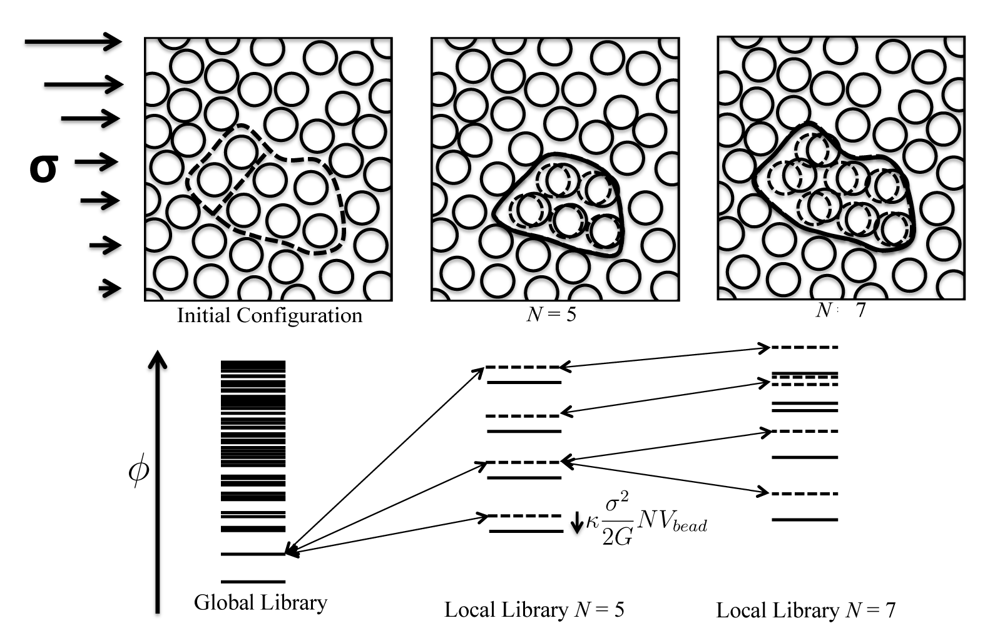 σ
Initial Configuration
N = 5
N : 7
ϕ
κ σ²/2G NV_bead
Global Library
Local Library N = 5
Local Library N = 7